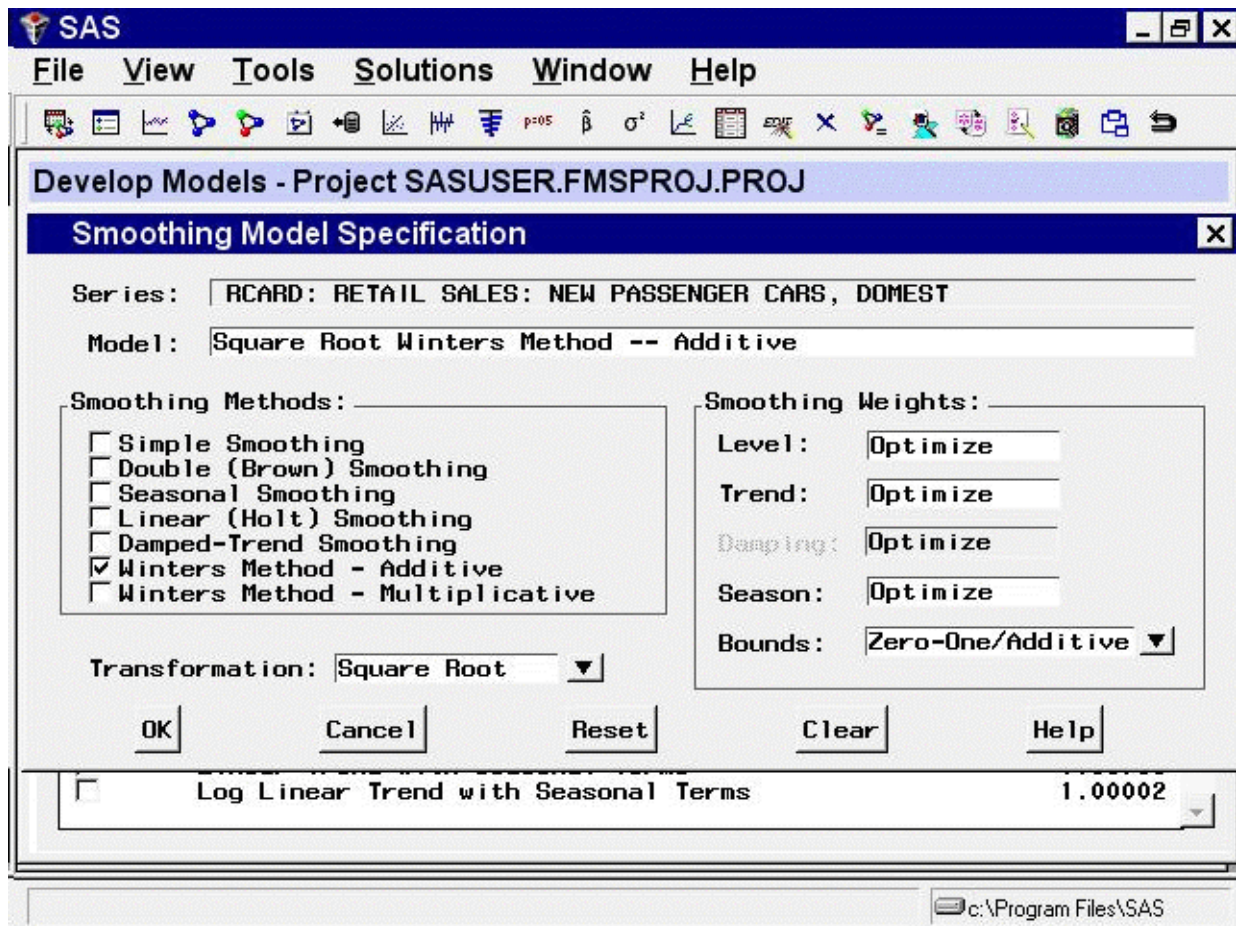 SAS
File View Tools Solutions Window Help
p=05 β̂ σ²
Develop Models - Project SASUSER.FMSPROJ.PROJ
Smoothing Model Specification
Series: RCARD: RETAIL SALES: NEW PASSENGER CARS, DOMEST
Model: Square Root Winters Method -- Additive
Smoothing Methods:
Simple Smoothing
Double (Brown) Smoothing
Seasonal Smoothing
Linear (Holt) Smoothing
Damped-Trend Smoothing
Winters Method - Additive
Winters Method - Multiplicative
Transformation: Square Root
Smoothing Weights:
Level: Optimize
Trend: Optimize
Damping: Optimize
Season: Optimize
Bounds: Zero-One/Additive
OK Cancel Reset Clear Help
Log Linear Trend with Seasonal Terms 1.00002
c:\Program Files\SAS